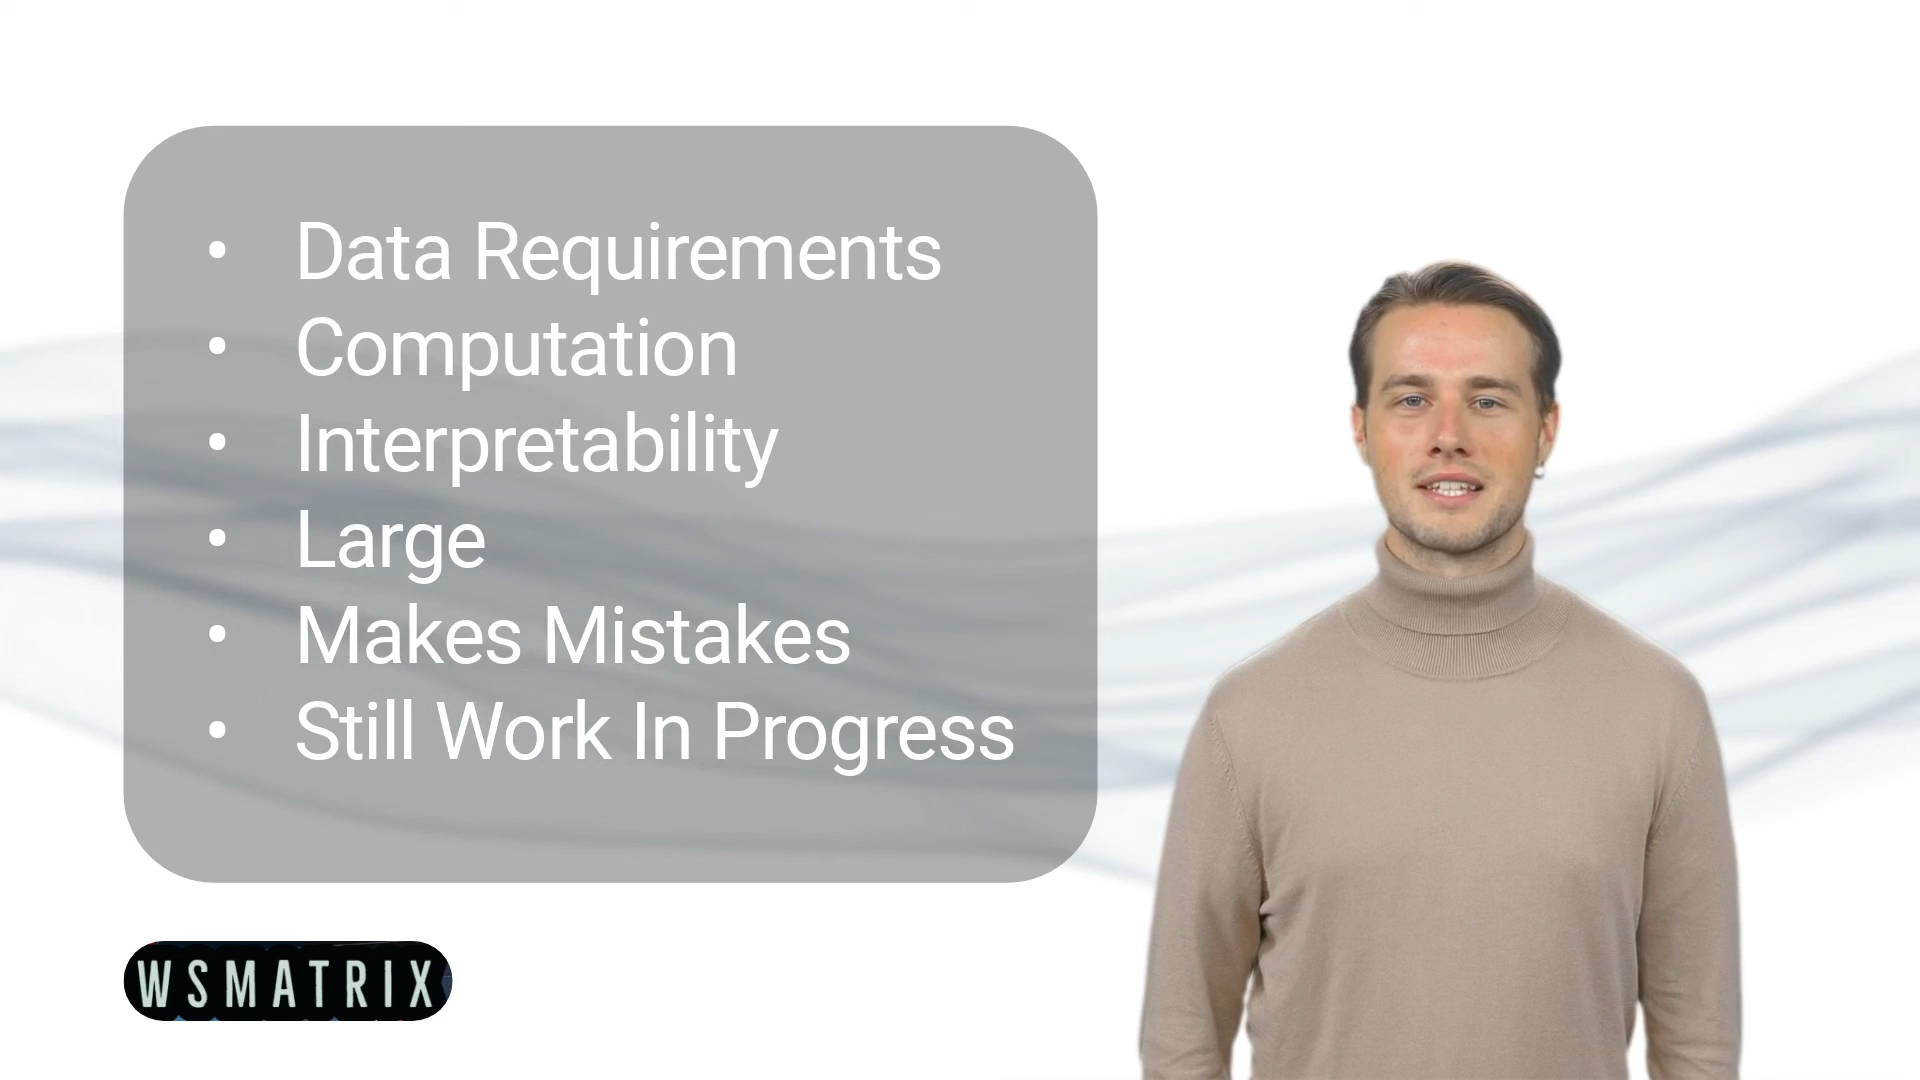 • Data Requirements
• Computation
• Interpretability
• Large
• Makes Mistakes
• Still Work In Progress
WSMATRIX